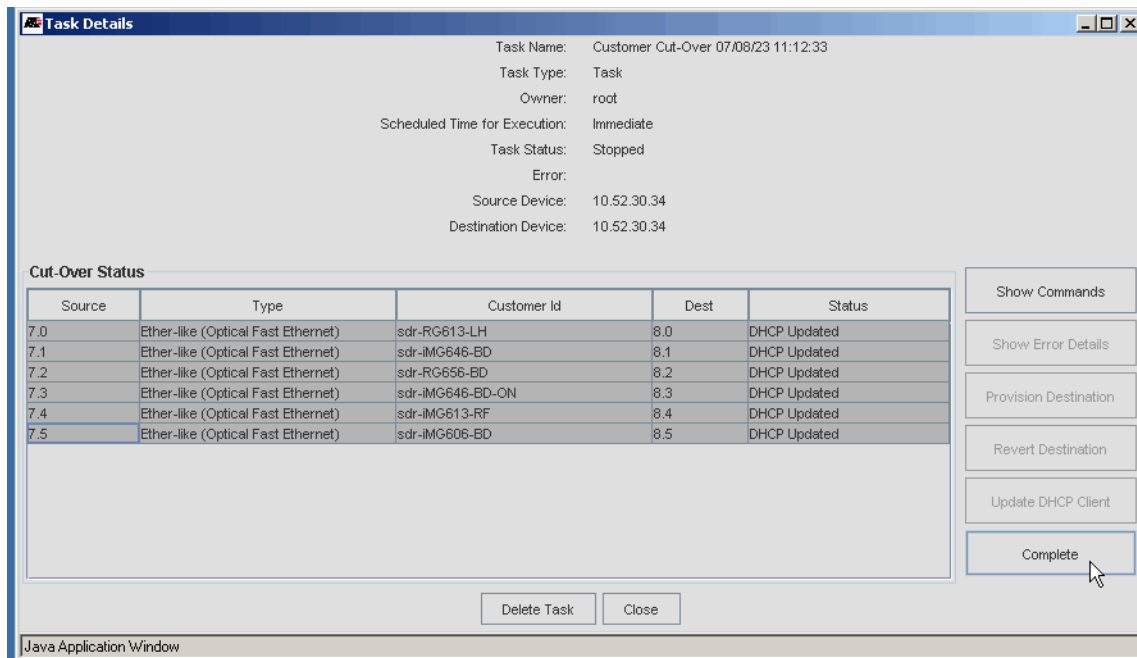 Task Details
Task Name: Customer Cut-Over 07/08/23 11:12:33
Task Type: Task
Owner: root
Scheduled Time for Execution: Immediate
Task Status: Stopped
Error:
Source Device: 10.52.30.34
Destination Device: 10.52.30.34
Cut-Over Status
Source Type Customer Id Dest Status
7.0 Ether-like (Optical Fast Ethernet) sdr-RG613-LH 8.0 DHCP Updated
7.1 Ether-like (Optical Fast Ethernet) sdr-iMG646-BD 8.1 DHCP Updated
7.2 Ether-like (Optical Fast Ethernet) sdr-RG656-BD 8.2 DHCP Updated
7.3 Ether-like (Optical Fast Ethernet) sdr-iMG646-BD-ON 8.3 DHCP Updated
7.4 Ether-like (Optical Fast Ethernet) sdr-iMG613-RF 8.4 DHCP Updated
7.5 Ether-like (Optical Fast Ethernet) sdr-iMG606-BD 8.5 DHCP Updated
Show Commands
Show Error Details
Provision Destination
Revert Destination
Update DHCP Client
Complete
Delete Task Close
Java Application Window